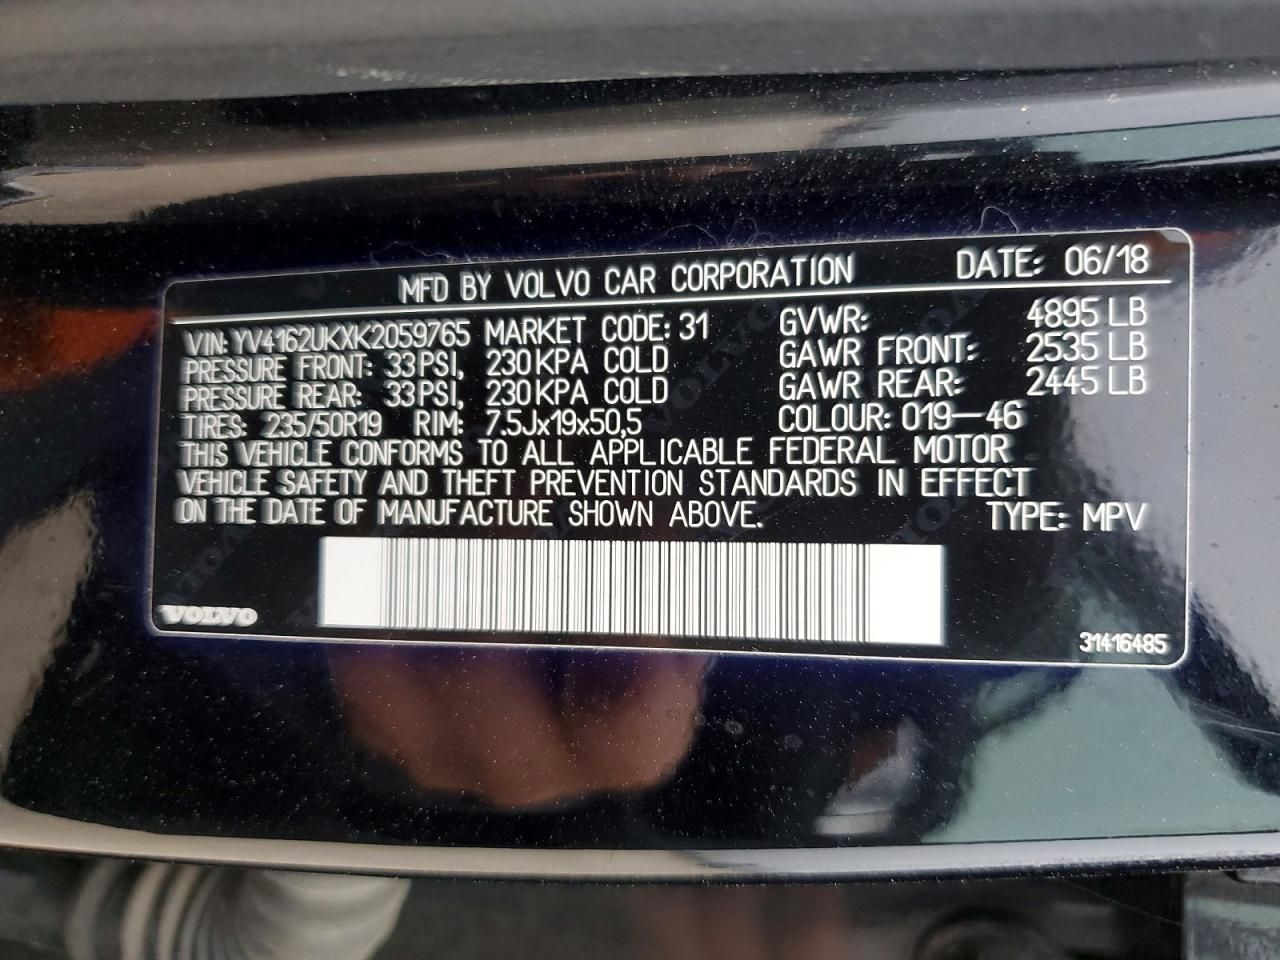 MFD BY VOLVO CAR CORPORATION DATE: 06/18
VIN: YV4162UKXK2059765 MARKET CODE: 31 GVWR: 4895 LB
PRESSURE FRONT: 33 PSI, 230 KPA COLD GAWR FRONT: 2535 LB
PRESSURE REAR: 33 PSI, 230 KPA COLD GAWR REAR: 2445 LB
TIRES: 235/50R19 RIM: 7.5Jx19x50,5 COLOUR: 019-46
THIS VEHICLE CONFORMS TO ALL APPLICABLE FEDERAL MOTOR
VEHICLE SAFETY AND THEFT PREVENTION STANDARDS IN EFFECT
ON THE DATE OF MANUFACTURE SHOWN ABOVE. TYPE: MPV
VOLVO
31416485